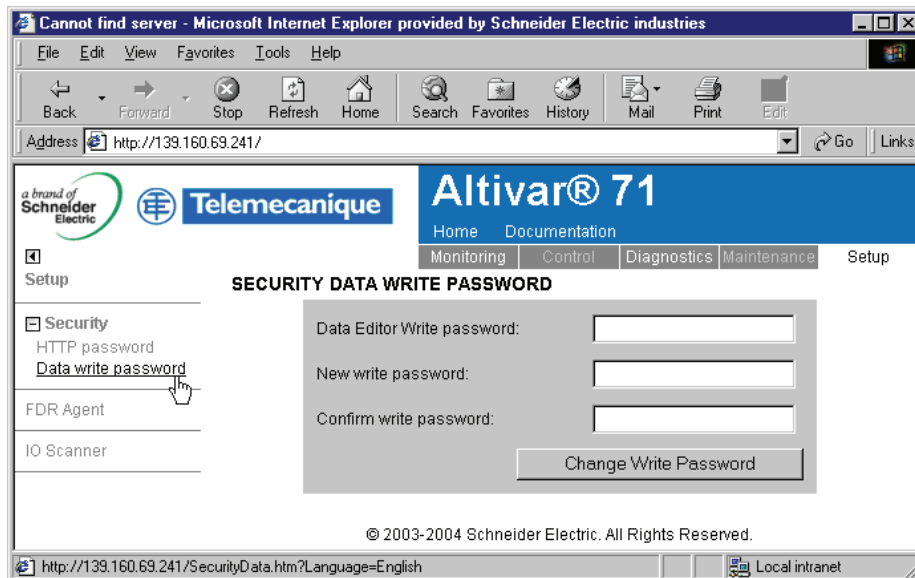 Cannot find server - Microsoft Internet Explorer provided by Schneider Electric industries
File Edit View Favorites Tools Help
Back Forward Stop Refresh Home Search Favorites History Mail Print Edit
Address http://139.160.69.241/ Go Links
a brand of
Schneider
Electric
Telemecanique
Altivar® 71
Home Documentation
Monitoring Control Diagnostics Maintenance Setup
Setup
SECURITY DATA WRITE PASSWORD
Security
HTTP password
Data write password
FDR Agent
IO Scanner
Data Editor Write password:
New write password:
Confirm write password:
Change Write Password
© 2003-2004 Schneider Electric. All Rights Reserved.
http://139.160.69.241/SecurityData.htm?Language=English Local intranet